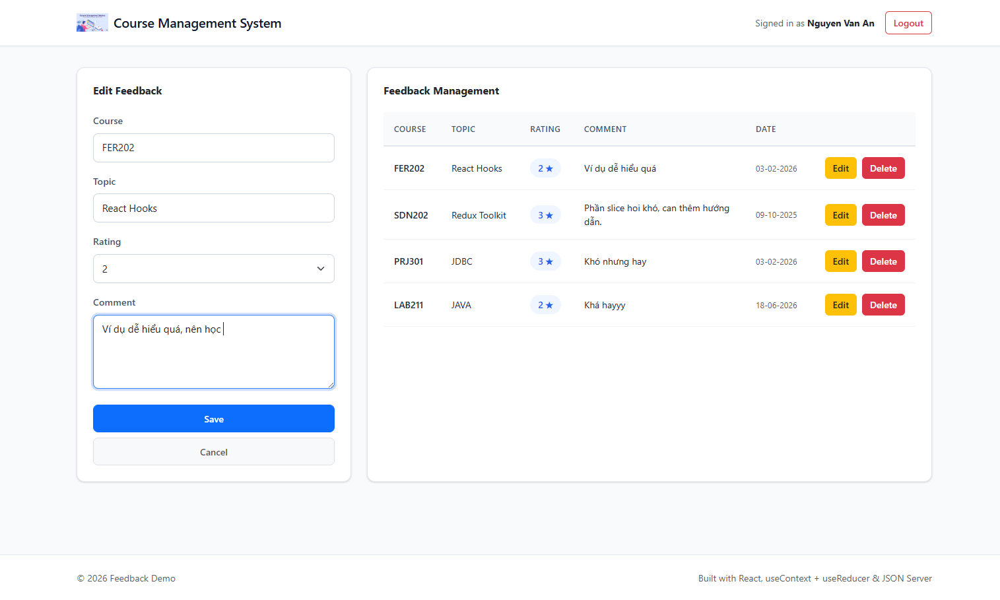 Course Management System
Signed in as Nguyen Van An
Logout
Edit Feedback
Course
FER202
Topic
React Hooks
Rating
2
Comment
Ví dụ dễ hiểu quá, nên học
Save
Cancel
Feedback Management
COURSE TOPIC RATING COMMENT DATE
FER202 React Hooks 2 ★ Ví dụ dễ hiểu quá 03-02-2026 Edit Delete
SDN202 Redux Toolkit 3 ★ Phần slice hoi khó, can thêm hướng
dẫn. 09-10-2025 Edit Delete
PRJ301 JDBC 3 ★ Khó nhưng hay 03-02-2026 Edit Delete
LAB211 JAVA 2 ★ Khá hayyy 18-06-2026 Edit Delete
© 2026 Feedback Demo
Built with React, useContext + useReducer & JSON Server